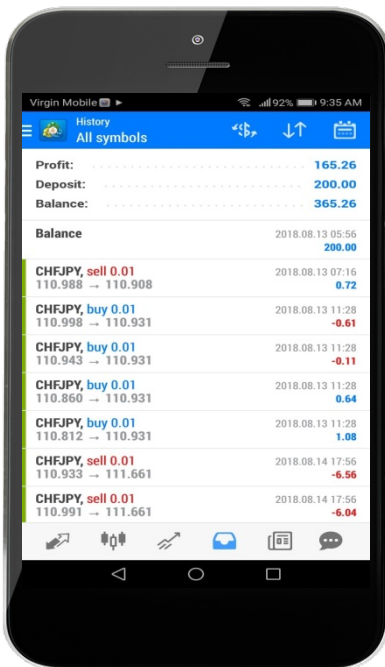 Virgin Mobile 92% 9:35 AM
History
All symbols
Profit: 165.26
Deposit: 200.00
Balance: 365.26
Balance 2018.08.13 05:56
200.00
CHFJPY, sell 0.01 2018.08.13 07:16
110.988 → 110.908 0.72
CHFJPY, buy 0.01 2018.08.13 11:28
110.998 → 110.931 -0.61
CHFJPY, buy 0.01 2018.08.13 11:28
110.943 → 110.931 -0.11
CHFJPY, buy 0.01 2018.08.13 11:28
110.860 → 110.931 0.64
CHFJPY, buy 0.01 2018.08.13 11:28
110.812 → 110.931 1.08
CHFJPY, sell 0.01 2018.08.14 17:56
110.933 → 111.661 -6.56
CHFJPY, sell 0.01 2018.08.14 17:56
110.991 → 111.661 -6.04